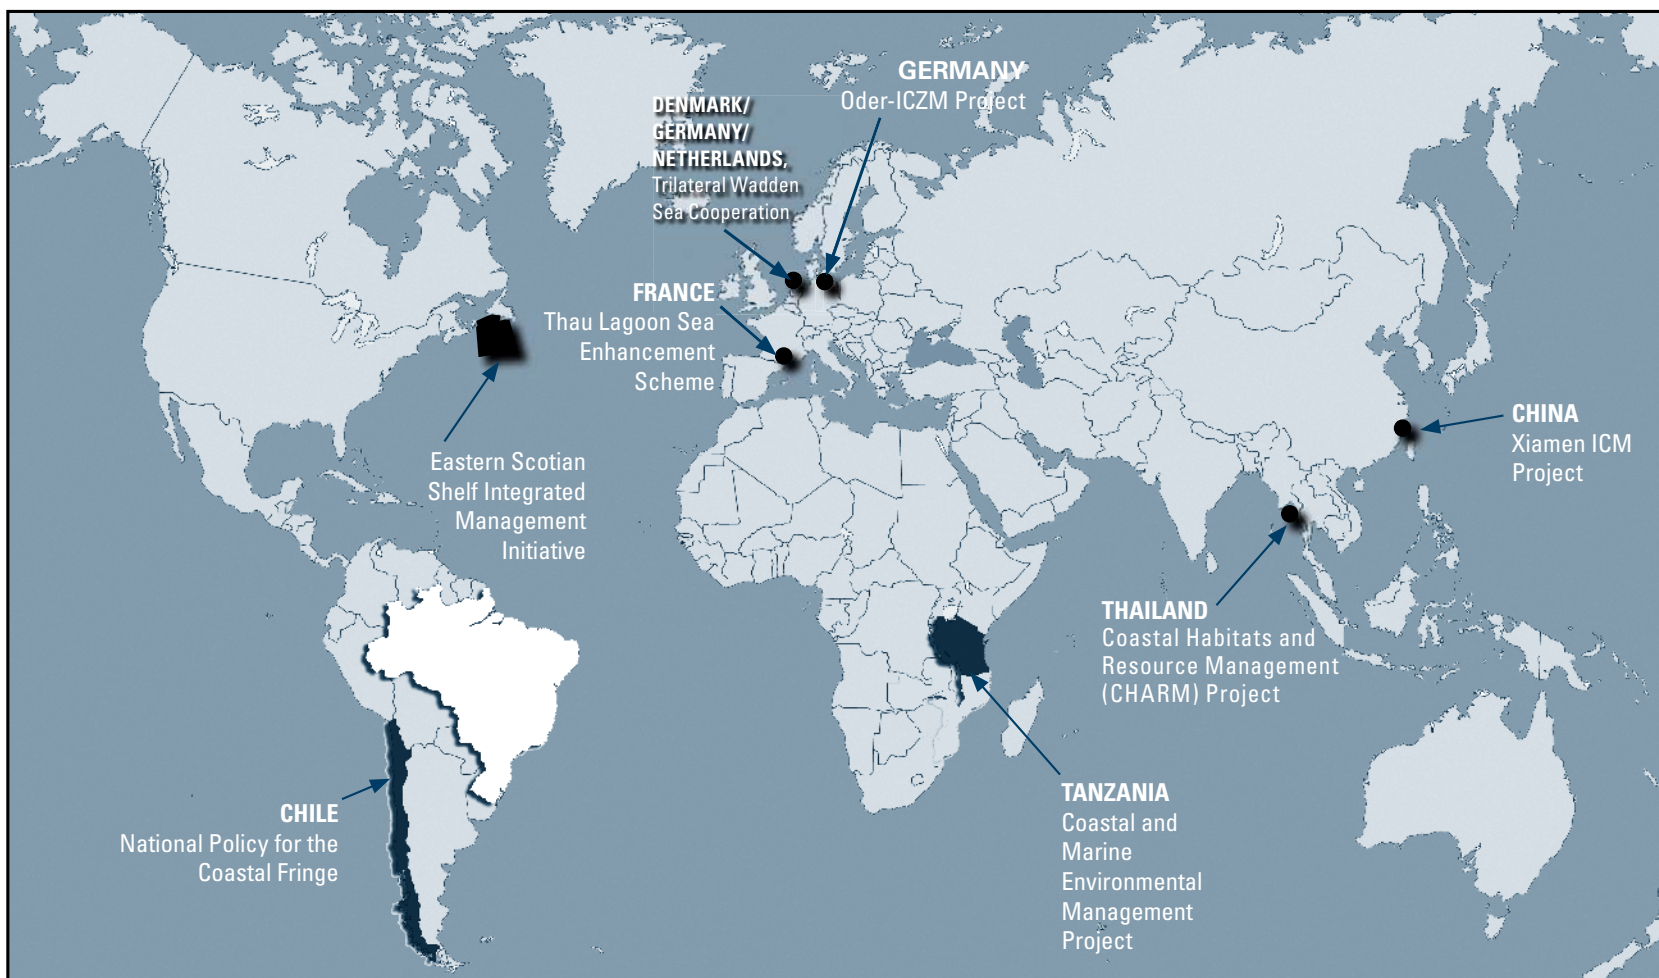 GERMANY
Oder-ICZM Project
DENMARK/
GERMANY/
NETHERLANDS,
Trilateral Wadden
Sea Cooperation
FRANCE
Thau Lagoon Sea
Enhancement
Scheme
Eastern Scotian
Shelf Integrated
Management
Initiative
CHINA
Xiamen ICM
Project
THAILAND
Coastal Habitats and
Resource Management
(CHARM) Project
TANZANIA
Coastal and
Marine
Environmental
Management
Project
CHILE
National Policy for the
Coastal Fringe